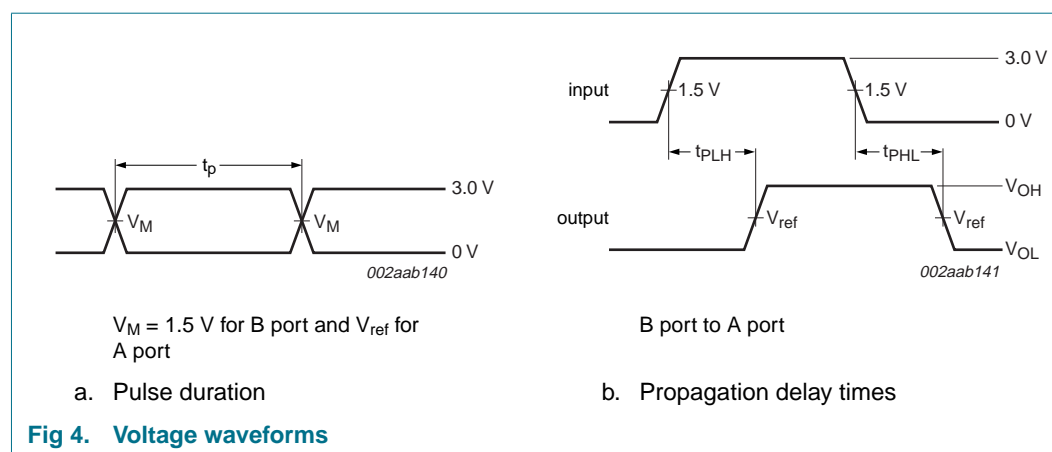 tp
VM
VM
3.0 V
0 V
002aab140
VM = 1.5 V for B port and Vref for
A port
a. Pulse duration
input
1.5 V
1.5 V
3.0 V
0 V
tPLH
tPHL
output
Vref
Vref
VOH
VOL
002aab141
B port to A port
b. Propagation delay times
Fig 4. Voltage waveforms